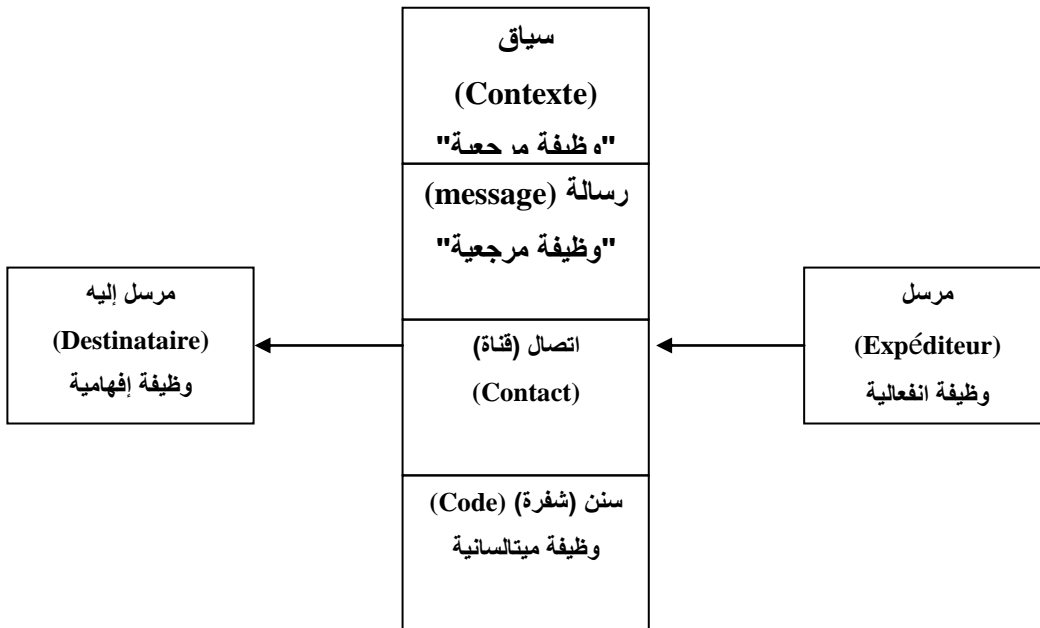 سياق
(Contexte)
"وظيفة مرجعية"
رسالة (message)
"وظيفة مرجعية"
مرسل
(Expéditeur)
وظيفة انفعالية
اتصال (قناة)
(Contact)
مرسل إليه
(Destinataire)
وظيفة إفهامية
سنن (شفرة) (Code)
وظيفة ميتالسانية